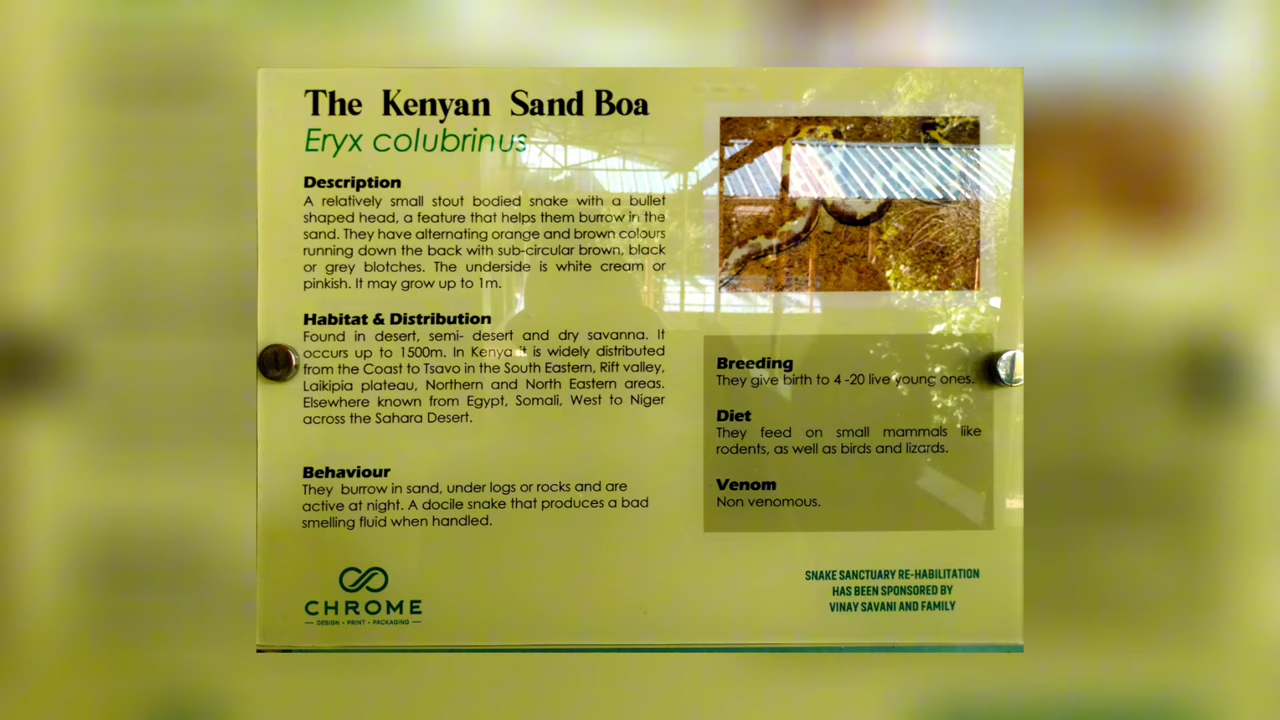 The Kenyan Sand Boa
Eryx colubrinus
Description
A relatively small stout bodied snake with a bullet
shaped head, a feature that helps them burrow in the
sand. They have alternating orange and brown colours
running down the back with sub-circular brown, black
or grey blotches. The underside is white cream or
pinkish. It may grow up to 1m.
Habitat & Distribution
Found in desert, semi- desert and dry savanna. It
occurs up to 1500m. In Kenya it is widely distributed
from the Coast to Tsavo in the South Eastern, Rift valley,
Laikipia plateau, Northern and North Eastern areas.
Elsewhere known from Egypt, Somali, West to Niger
across the Sahara Desert.
Behaviour
They burrow in sand, under logs or rocks and are
active at night. A docile snake that produces a bad
smelling fluid when handled.
Breeding
They give birth to 4 -20 live young ones.
Diet
They feed on small mammals like
rodents, as well as birds and lizards.
Venom
Non venomous.
CHROME
DESIGN • PRINT • PACKAGING
SNAKE SANCTUARY RE-HABILITATION
HAS BEEN SPONSORED BY
VINAY SAVANI AND FAMILY